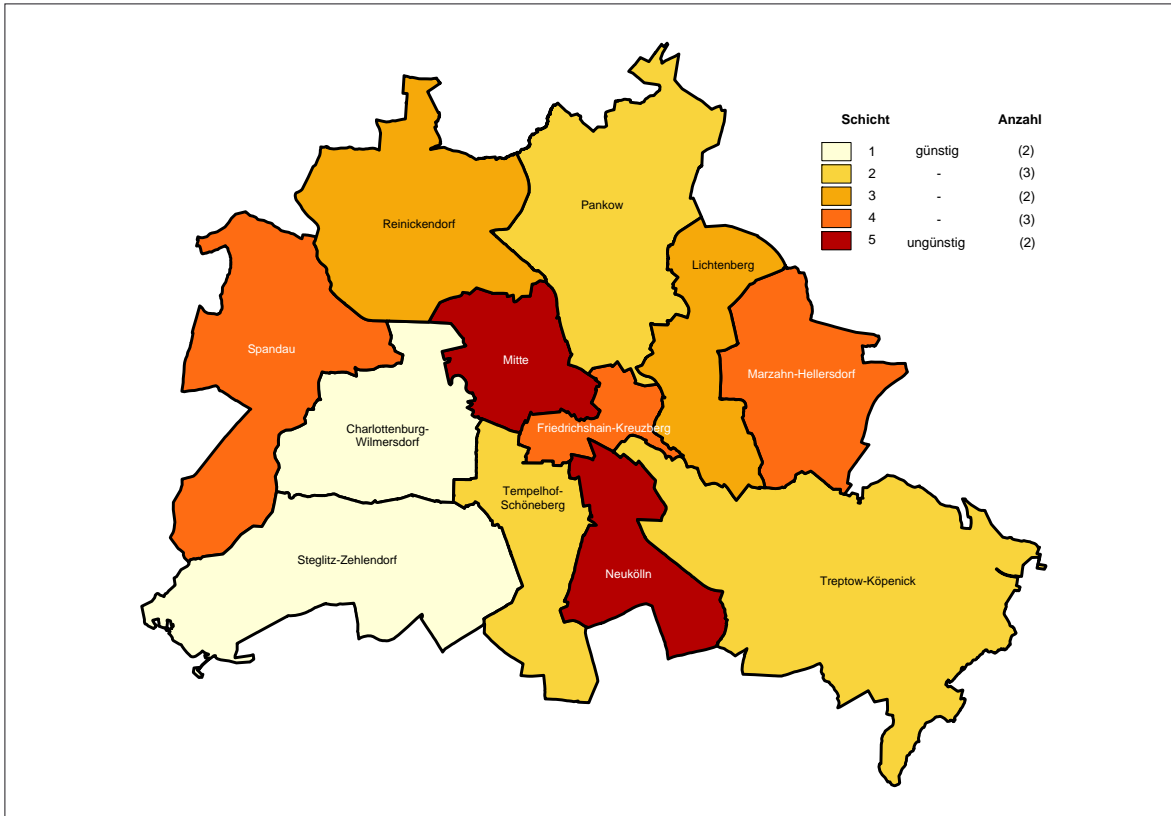 Schicht Anzahl
1 günstig (2)
2 - (3)
3 - (2)
4 - (3)
5 ungünstig (2)
Pankow
Reinickendorf
Lichtenberg
Spandau
Mitte
Marzahn-Hellersdorf
Charlottenburg-
Wilmersdorf
Friedrichshain-Kreuzberg
Tempelhof-
Schöneberg
Steglitz-Zehlendorf
Neukölln
Treptow-Köpenick